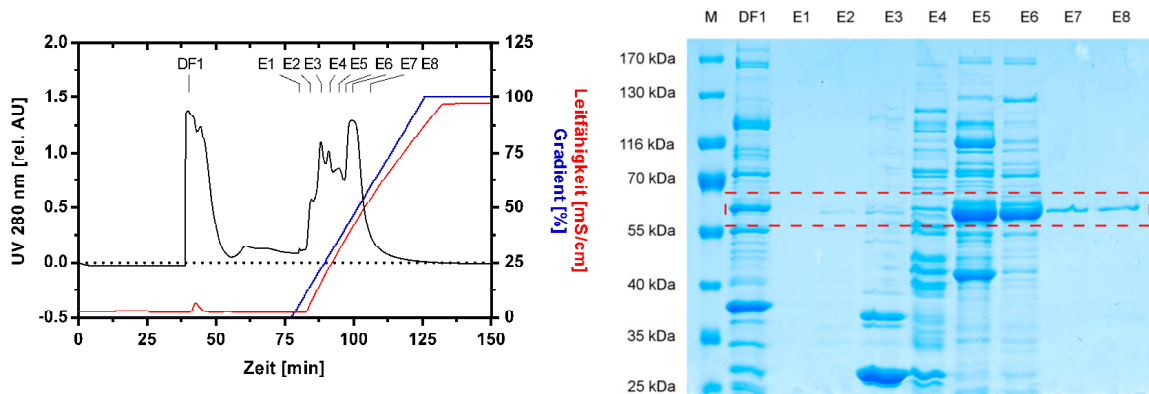 2.0
1.5
1.0
0.5
0.0
-0.5
UV 280 nm [rel. AU]
DF1 E1 E2 E3 E4 E5 E6 E7 E8
125
100
75
50
25
0
Leitfähigkeit [mS/cm]
Gradient [%]
0 25 50 75 100 125 150
Zeit [min]
M DF1 E1 E2 E3 E4 E5 E6 E7 E8
170 kDa
130 kDa
116 kDa
70 kDa
55 kDa
40 kDa
35 kDa
25 kDa